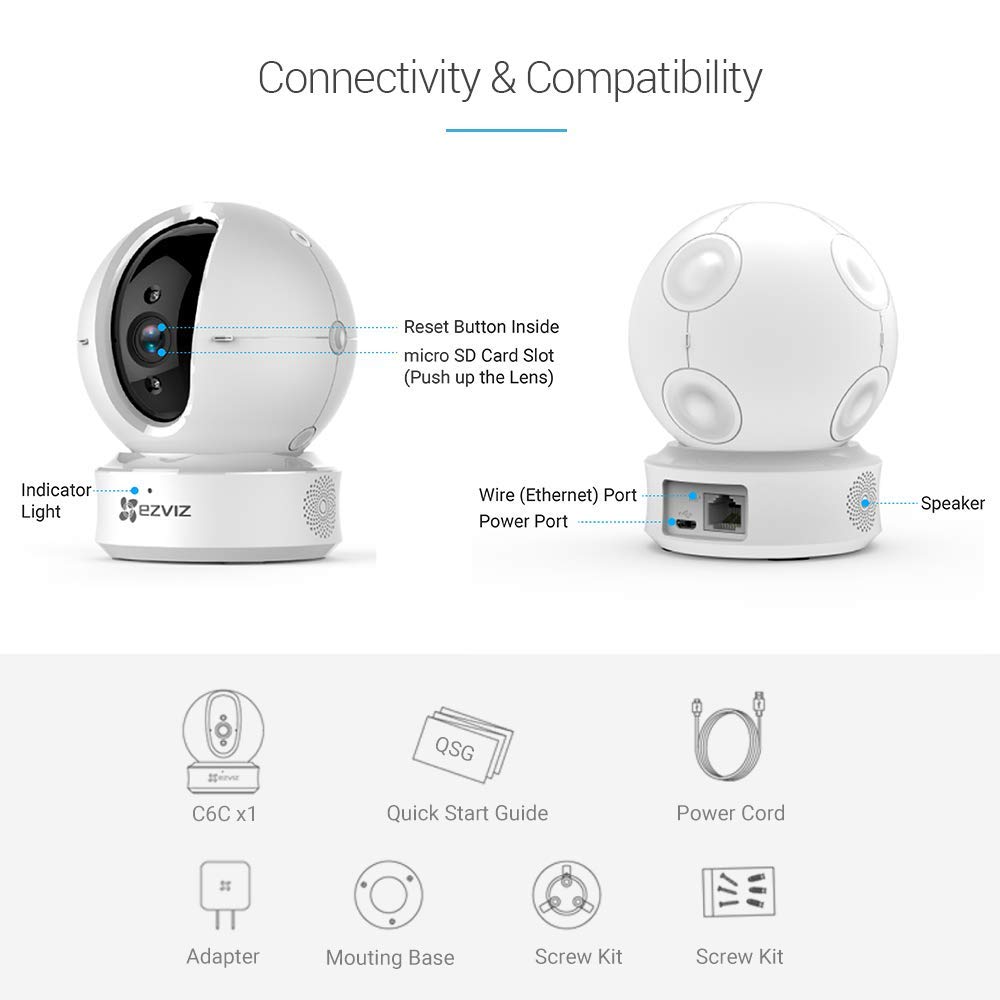 Connectivity & Compatibility
Reset Button Inside
micro SD Card Slot
(Push up the Lens)
Indicator
Light
ezviz
Wire (Ethernet) Port
Power Port
Speaker
ezviz
QSG
C6C x1
Quick Start Guide
Power Cord
Adapter
Mouting Base
Screw Kit
Screw Kit